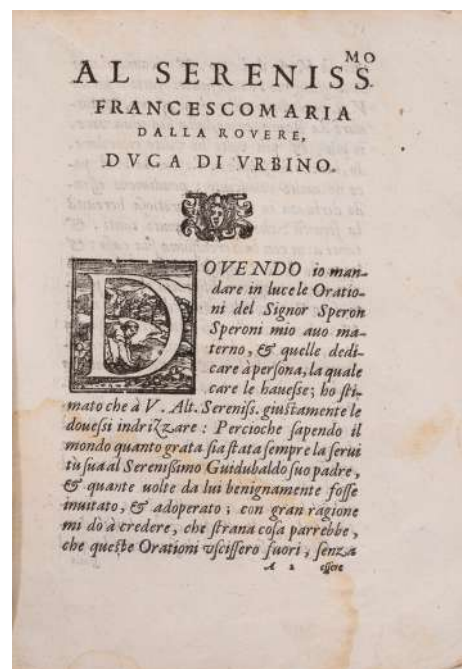 AL SERENISS.MO
FRANCESCOMARIA
DALLA ROVERE,
DVCA DI VRBINO.
DOVENDO io man-
dare in luce le Oratio-
ni del Signor Speron
Speroni mio auo ma-
terno, & quelle dedi-
care à persona, la quale
care le hauesse; ho sti-
mato che à V. Alt. Sereniss. giustamente le
douessi indrizzare: Percioche sapendo il
mondo quanto grata sia stata sempre la serui
tù sua al Serenissimo Guidubaldo suo padre,
& quante uolte da lui benignamente fosse
inuitato, & adoperato; con gran ragione
mi dò à credere, che strana cosa parrebbe,
che queste Orationi vscissero fuori, senza
A 2 essere